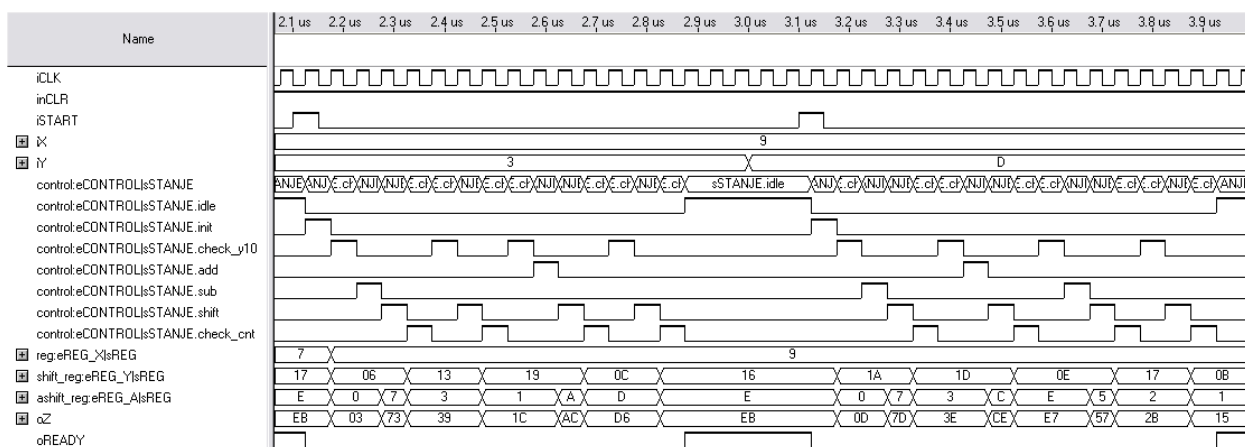 Name 2.1 us 2.2 us 2.3 us 2.4 us 2.5 us 2.6 us 2.7 us 2.8 us 2.9 us 3.0 us 3.1 us 3.2 us 3.3 us 3.4 us 3.5 us 3.6 us 3.7 us 3.8 us 3.9 us
iCLK
inCLR
iSTART
iX 9
iY 3 D
control:eCONTROL|sSTANJE sSTANJE.idle
control:eCONTROL|sSTANJE.idle
control:eCONTROL|sSTANJE.init
control:eCONTROL|sSTANJE.check_y10
control:eCONTROL|sSTANJE.add
control:eCONTROL|sSTANJE.sub
control:eCONTROL|sSTANJE.shift
control:eCONTROL|sSTANJE.check_cnt
reg:eREG_X|sREG 7 9
shift_reg:eREG_Y|sREG 17 06 13 19 0C 16 1A 1D 0E 17 0B
ashift_reg:eREG_A|sREG E 0 7 3 1 A D E 0 7 3 C E 5 2 1
oZ EB 03 73 39 1C AC D6 EB 0D 7D 3E CE E7 57 2B 15
oREADY